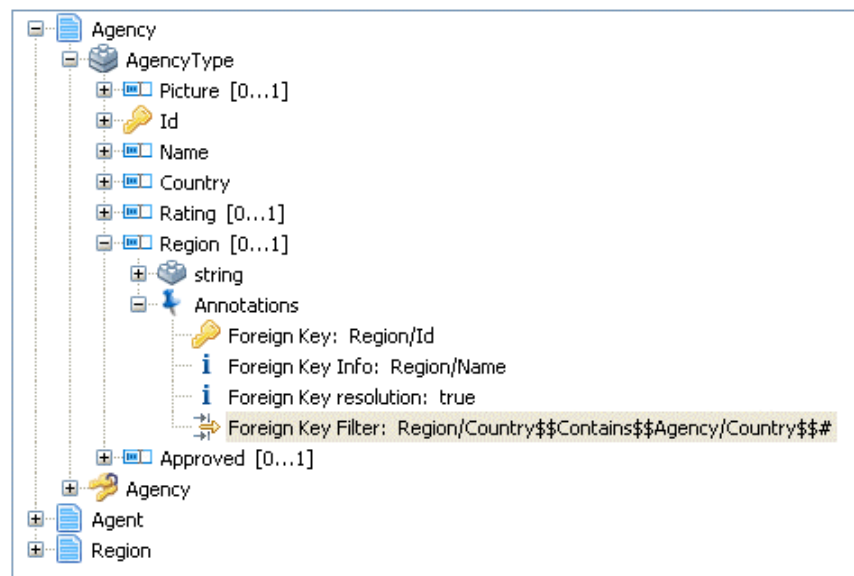 Agency
AgencyType
Picture [0...1]
Id
Name
Country
Rating [0...1]
Region [0...1]
string
Annotations
Foreign Key: Region/Id
Foreign Key Info: Region/Name
Foreign Key resolution: true
Foreign Key Filter: Region/Country$$Contains$$Agency/Country$$#
Approved [0...1]
Agency
Agent
Region